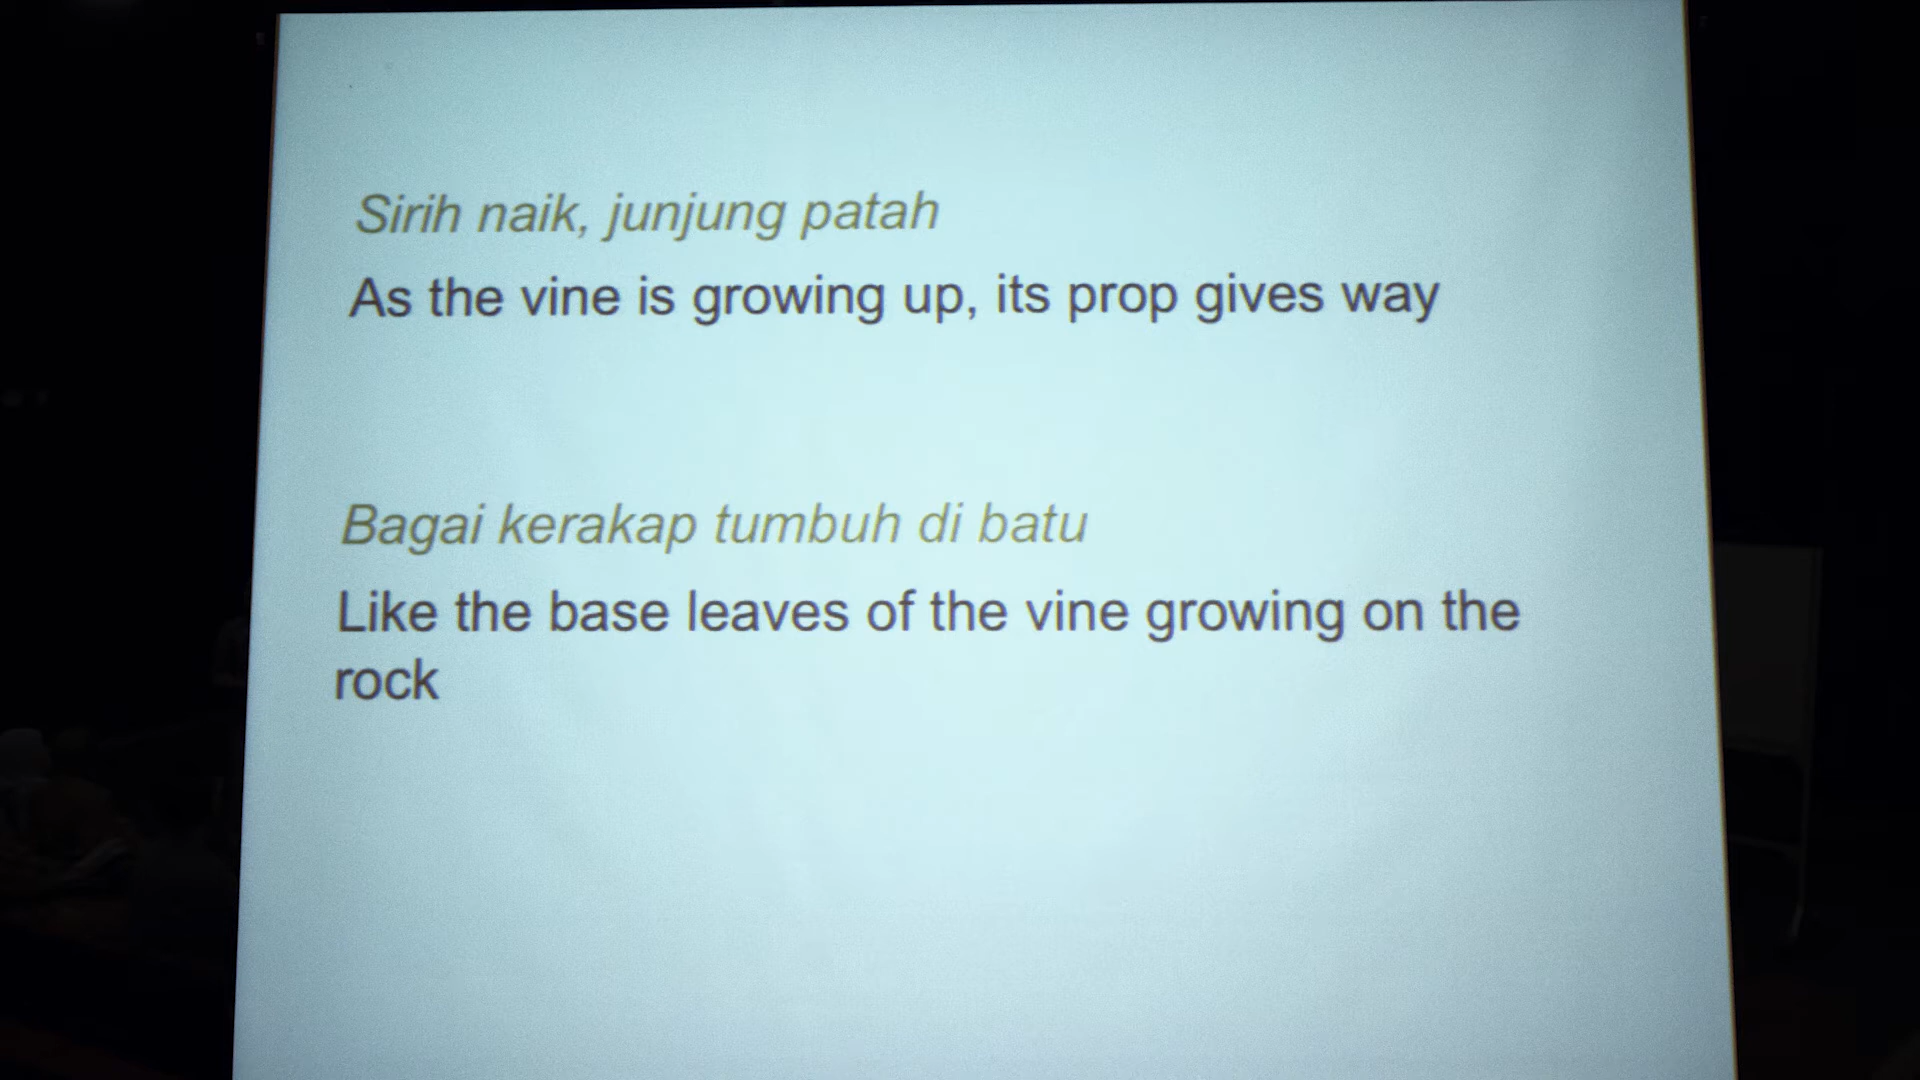 Sirih naik, junjung patah
As the vine is growing up, its prop gives way
Bagai kerakap tumbuh di batu
Like the base leaves of the vine growing on the
rock